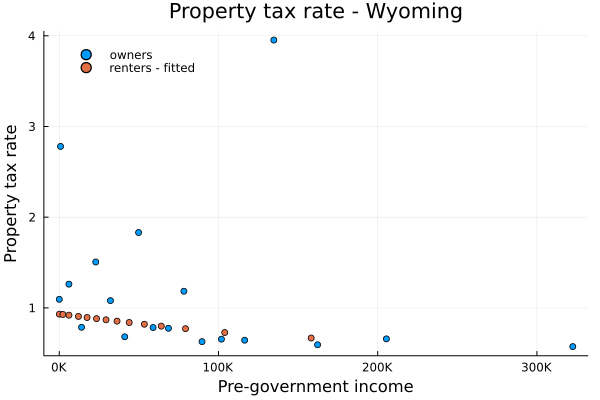 Property tax rate - Wyoming
owners
renters - fitted
Property tax rate
4
3
2
1
0K
100K
200K
300K
Pre-government income